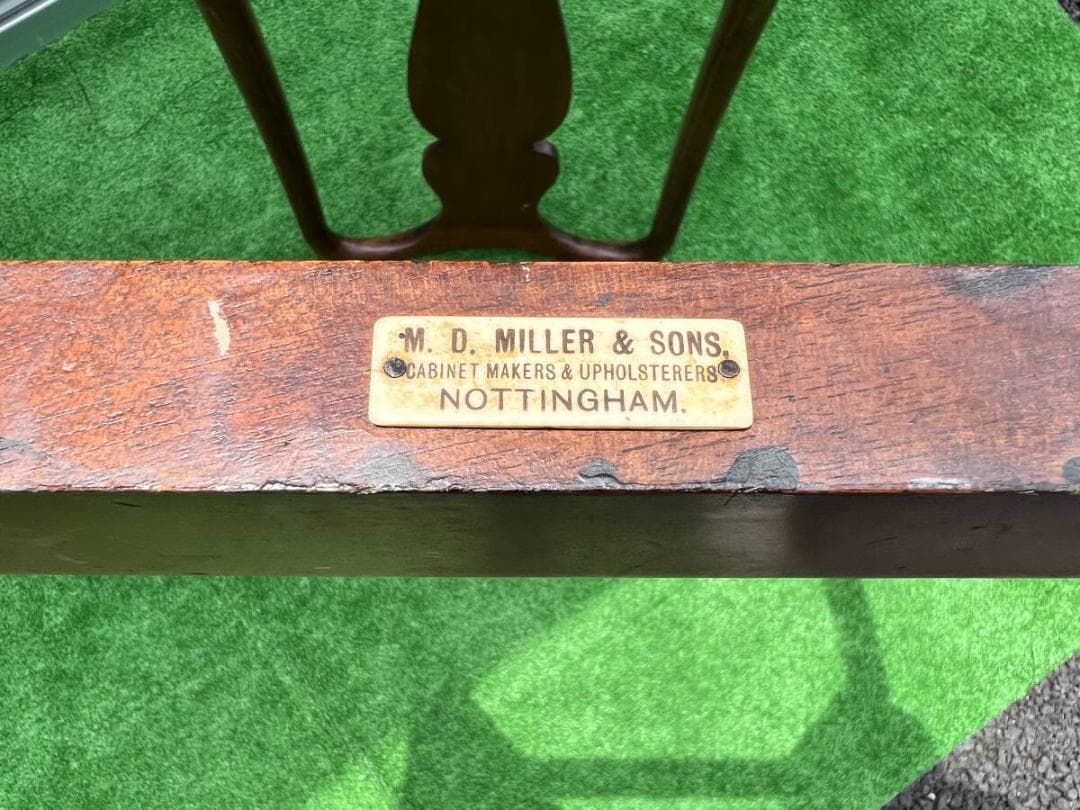 M. D. MILLER & SONS,
CABINET MAKERS & UPHOLSTERERS
NOTTINGHAM.